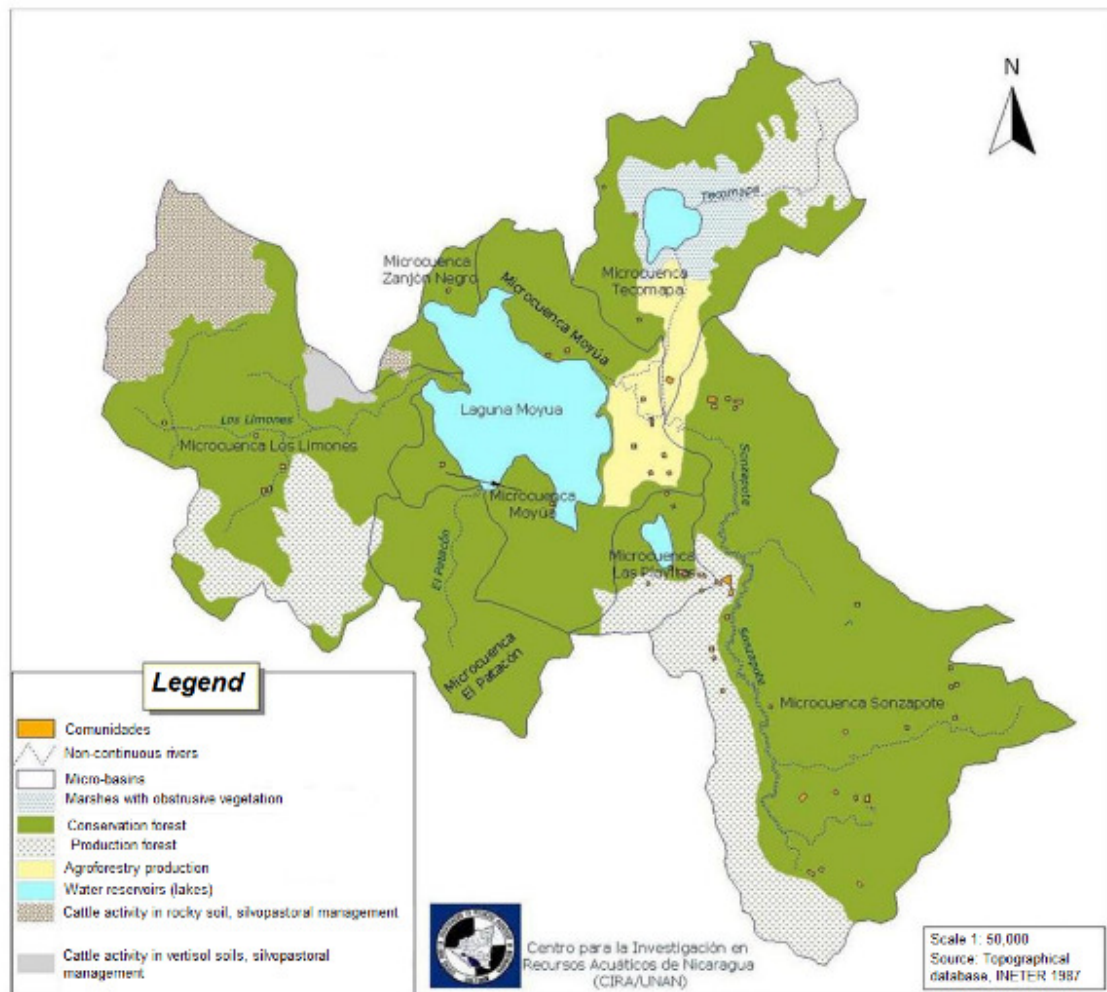 N
Tecomapa
Microcuenca
Zanjón Negro
Microcuenca
Tecomapa
Microcuenca Moyúa
Laguna Moyua
Los Limones
Microcuenca Los Limones
Sonzapote
Microcuenca
Moyúa
El Patacón
Microcuenca
Las Playitas
Sonzapote
Microcuenca
El Patacón
Microcuenca Sonzapote
Legend
Comunidades
Non-continuous rivers
Micro-basins
Marshes with obstrusive vegetation
Conservation forest
Production forest
Agroforestry production
Water reservoirs (lakes)
Cattle activity in rocky soil, silvopastoral management
Cattle activity in vertisol soils, silvopastoral
management
Centro para la Investigación en
Recursos Acuáticos de Nicaragua
(CIRA/UNAN)
Scale 1: 50,000
Source: Topographical
database, INETER 1987